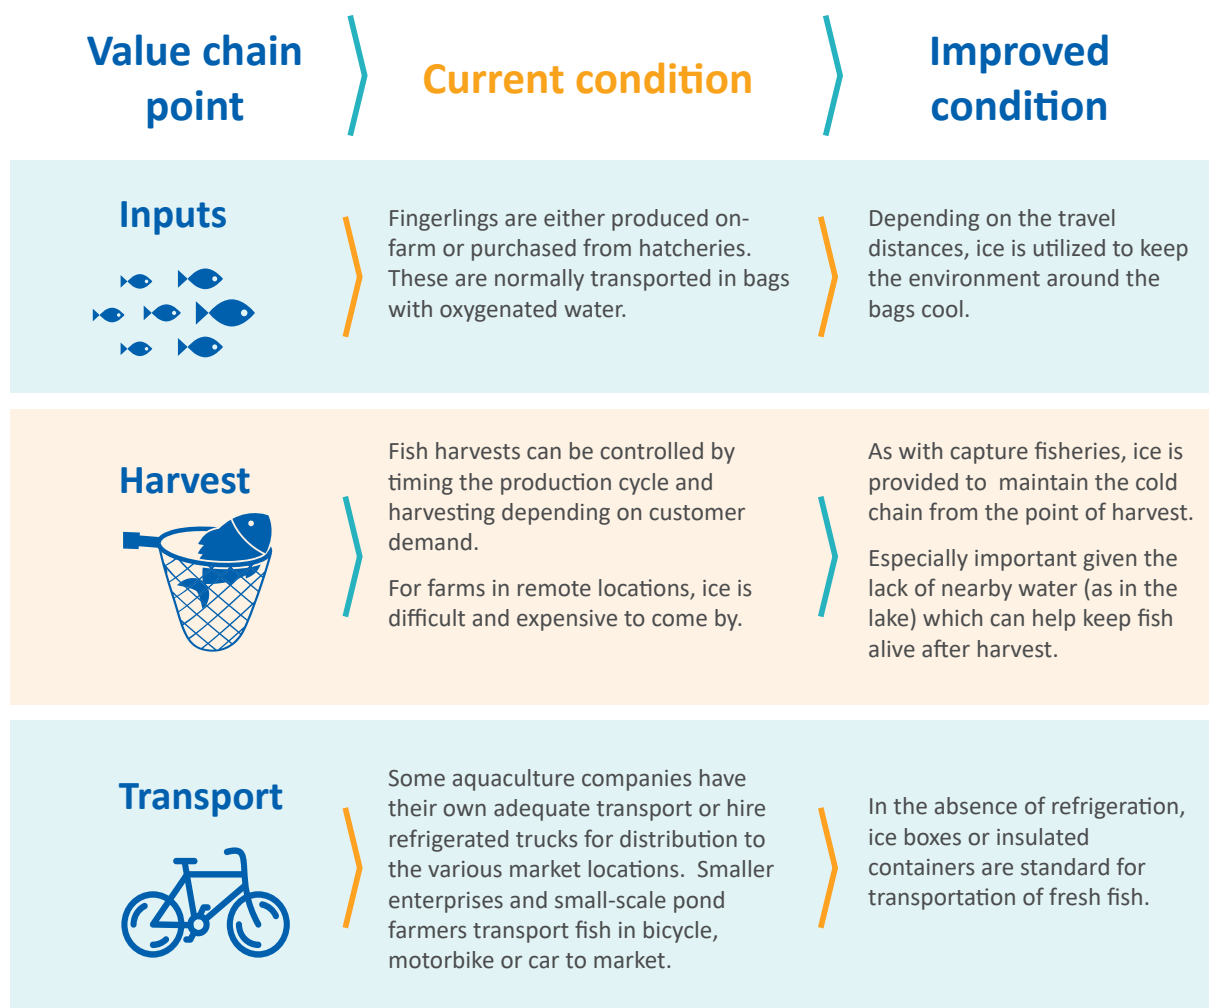 Value chain
point
Current condition
Improved
condition
Inputs
Fingerlings are either produced on-
farm or purchased from hatcheries.
These are normally transported in bags
with oxygenated water.
Depending on the travel
distances, ice is utilized to keep
the environment around the
bags cool.
Harvest
Fish harvests can be controlled by
timing the production cycle and
harvesting depending on customer
demand.
For farms in remote locations, ice is
difficult and expensive to come by.
As with capture fisheries, ice is
provided to  maintain the cold
chain from the point of harvest.
Especially important given the
lack of nearby water (as in the
lake) which can help keep fish
alive after harvest.
Transport
Some aquaculture companies have
their own adequate transport or hire
refrigerated trucks for distribution to
the various market locations.  Smaller
enterprises and small-scale pond
farmers transport fish in bicycle,
motorbike or car to market.
In the absence of refrigeration,
ice boxes or insulated
containers are standard for
transportation of fresh fish.